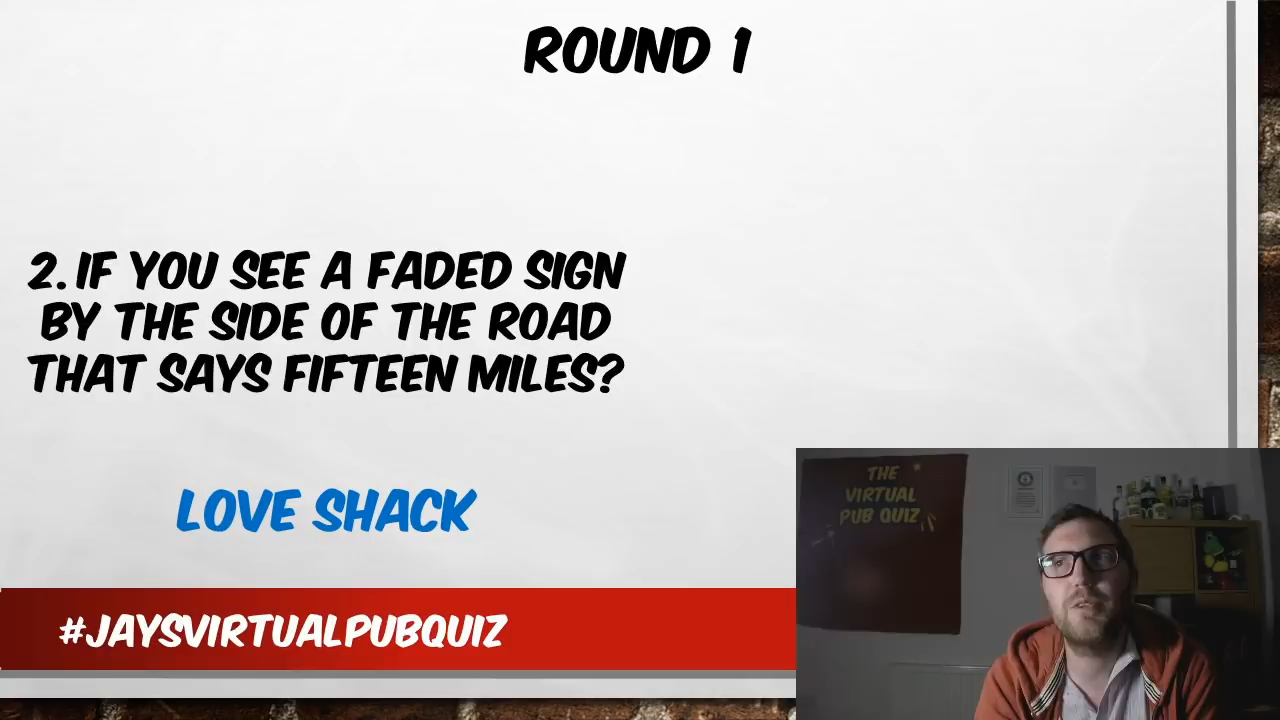 ROUND 1
2. IF YOU SEE A FADED SIGN
BY THE SIDE OF THE ROAD
THAT SAYS FIFTEEN MILES?
LOVE SHACK
#JAYSVIRTUALPUBQUIZ
THE
VIRTUAL
PUB QUIZ